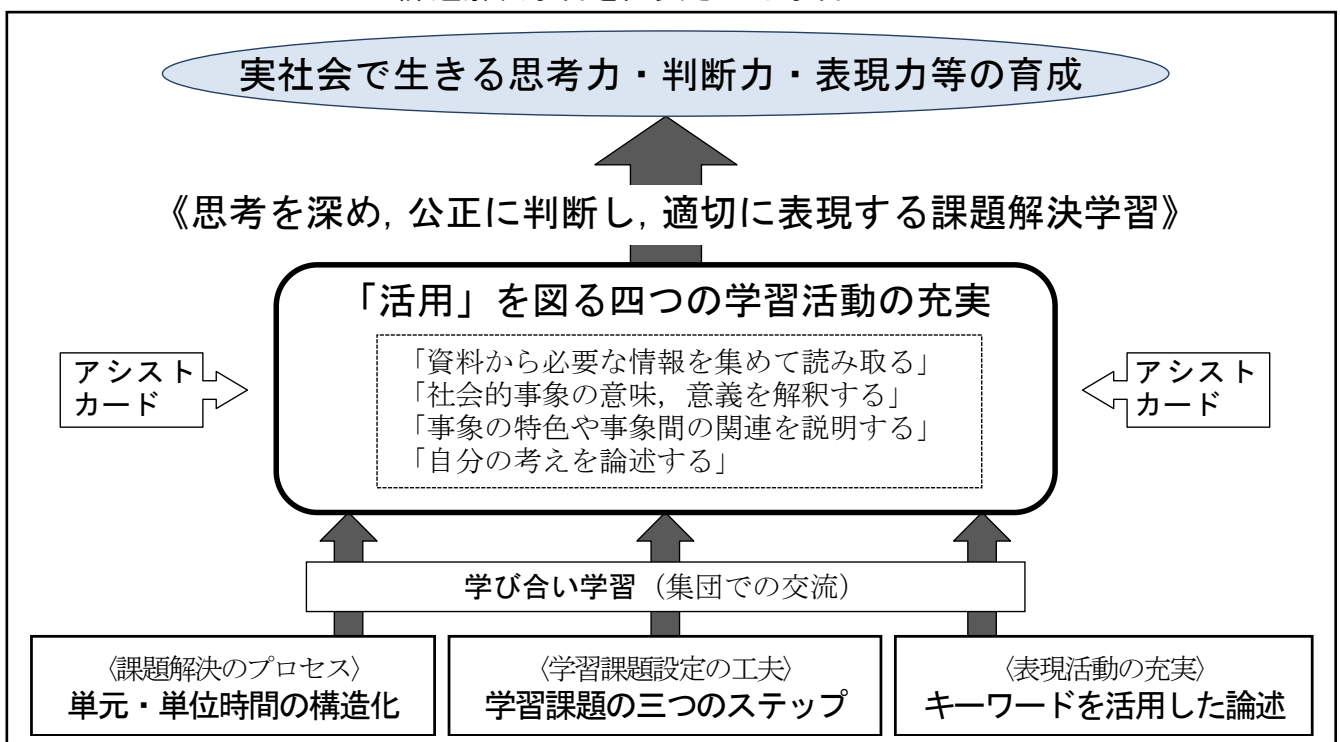 実社会で生きる思考力・判断力・表現力等の育成
《思考を深め，公正に判断し，適切に表現する課題解決学習》
「活用」を図る四つの学習活動の充実
「資料から必要な情報を集めて読み取る」
「社会的事象の意味，意義を解釈する」
「事象の特色や事象間の関連を説明する」
「自分の考えを論述する」
アシスト
カード
アシスト
カード
学び合い学習（集団での交流）
〈課題解決のプロセス〉
単元・単位時間の構造化
〈学習課題設定の工夫〉
学習課題の三つのステップ
〈表現活動の充実〉
キーワードを活用した論述